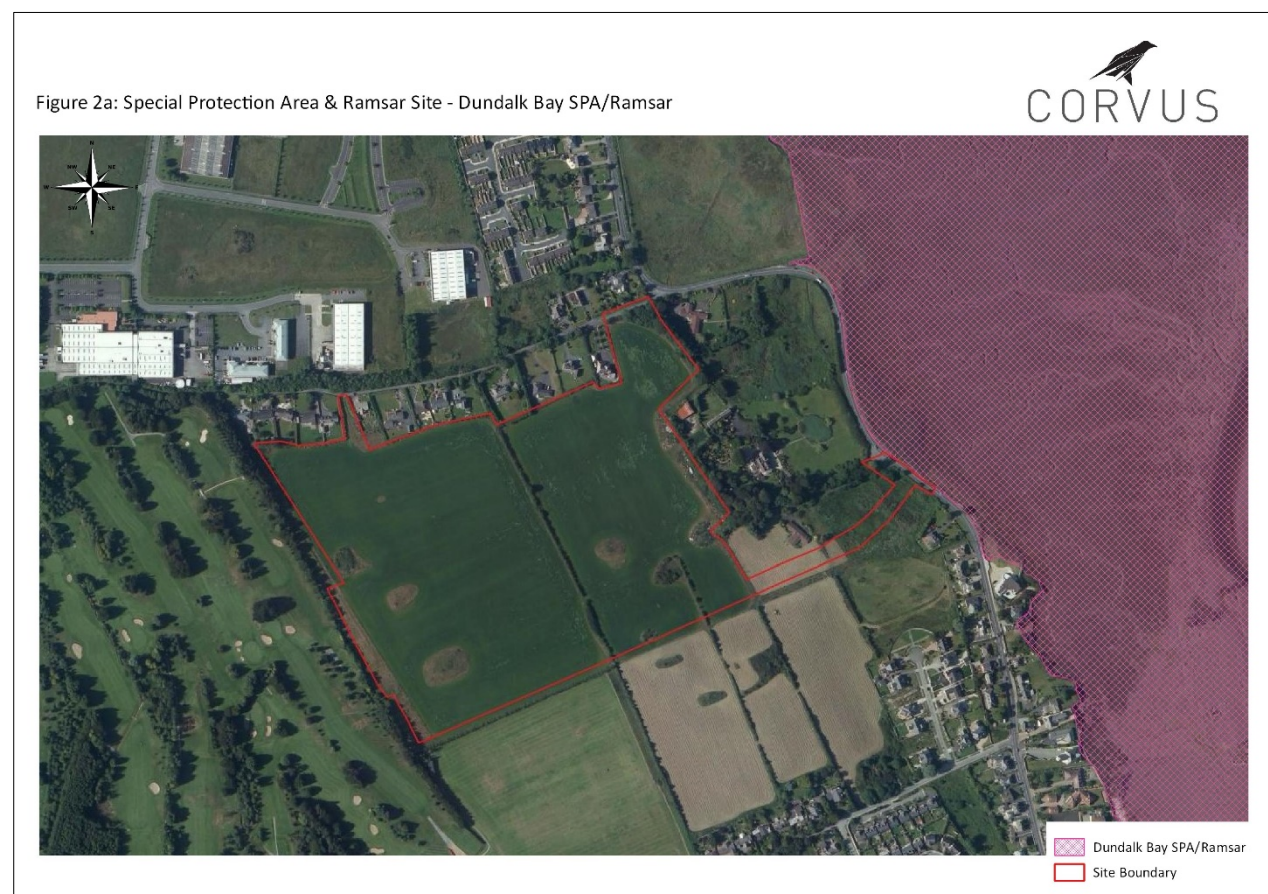 CORVUS
Figure 2a: Special Protection Area & Ramsar Site - Dundalk Bay SPA/Ramsar
N
NW NE
W E
SW SE
S
Dundalk Bay SPA/Ramsar
Site Boundary